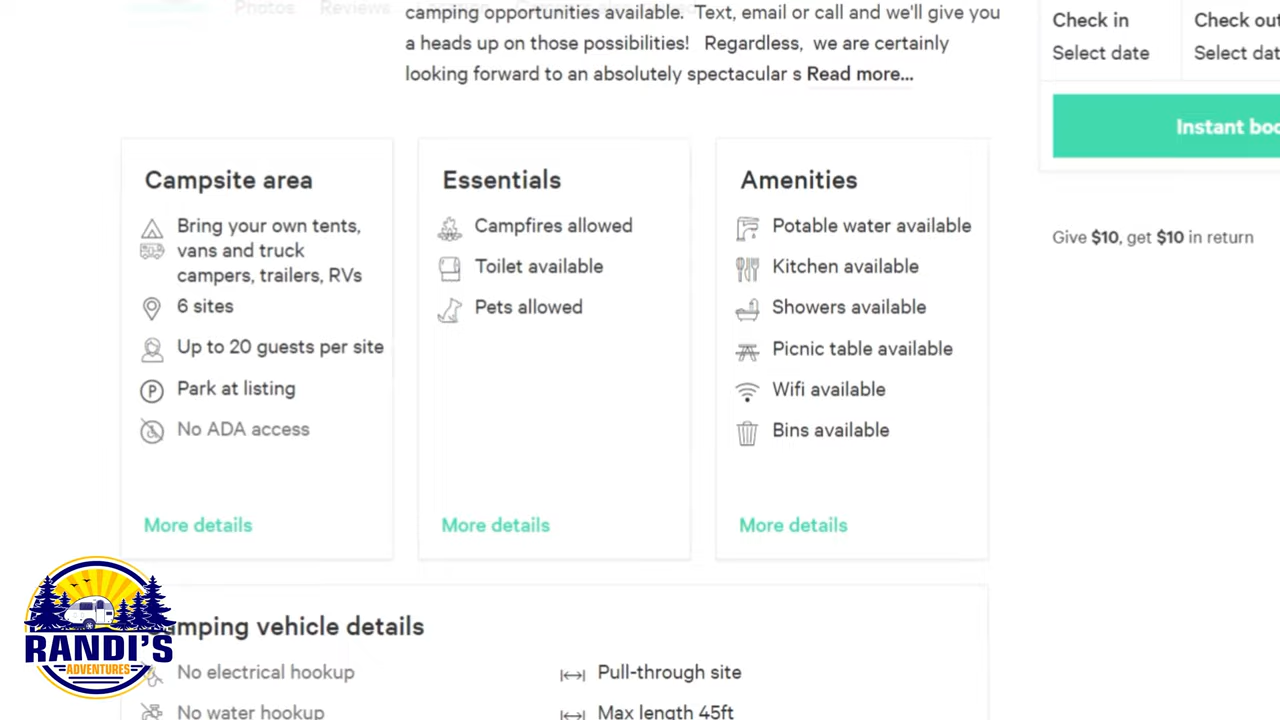 Photos Reviews
camping opportunities available. Text, email or call and we'll give you
a heads up on those possibilities! Regardless, we are certainly
looking forward to an absolutely spectacular s Read more...
Check in
Select date
Check out
Select dat
Instant boo
Give $10, get $10 in return
Campsite area
Bring your own tents,
vans and truck
campers, trailers, RVs
6 sites
Up to 20 guests per site
Park at listing
No ADA access
More details
Essentials
Campfires allowed
Toilet available
Pets allowed
More details
Amenities
Potable water available
Kitchen available
Showers available
Picnic table available
Wifi available
Bins available
More details
amping vehicle details
No electrical hookup
No water hookup
Pull-through site
Max length 45ft
RANDI'S
ADVENTURES